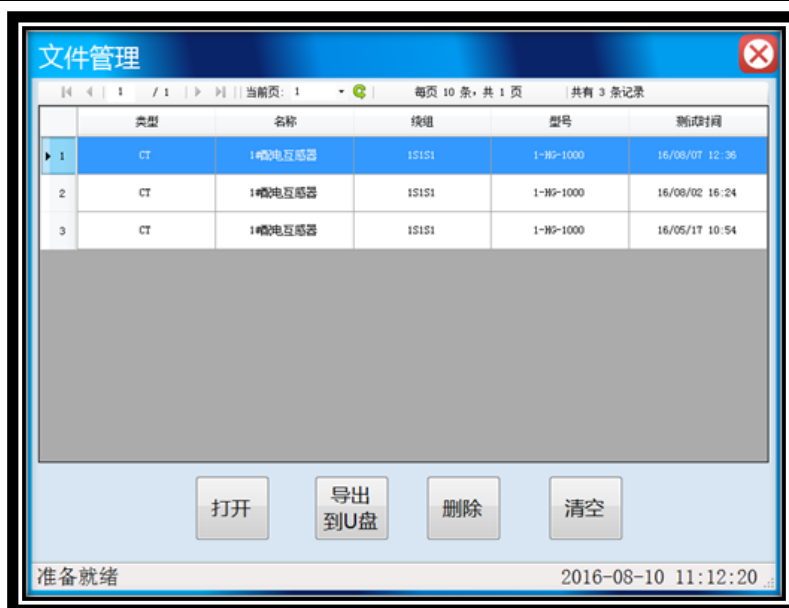 文件管理
1 / 1 当前页: 1 每页 10 条，共 1 页 共有 3 条记录
类型 名称 绕组 型号 测试时间
1 CT 1#配电互感器 1S1S1 1-HG-1000 16/08/07 12:36
2 CT 1#配电互感器 1S1S1 1-HG-1000 16/08/02 16:24
3 CT 1#配电互感器 1S1S1 1-HG-1000 16/05/17 10:54
打开 导出到U盘 删除 清空
准备就绪 2016-08-10 11:12:20